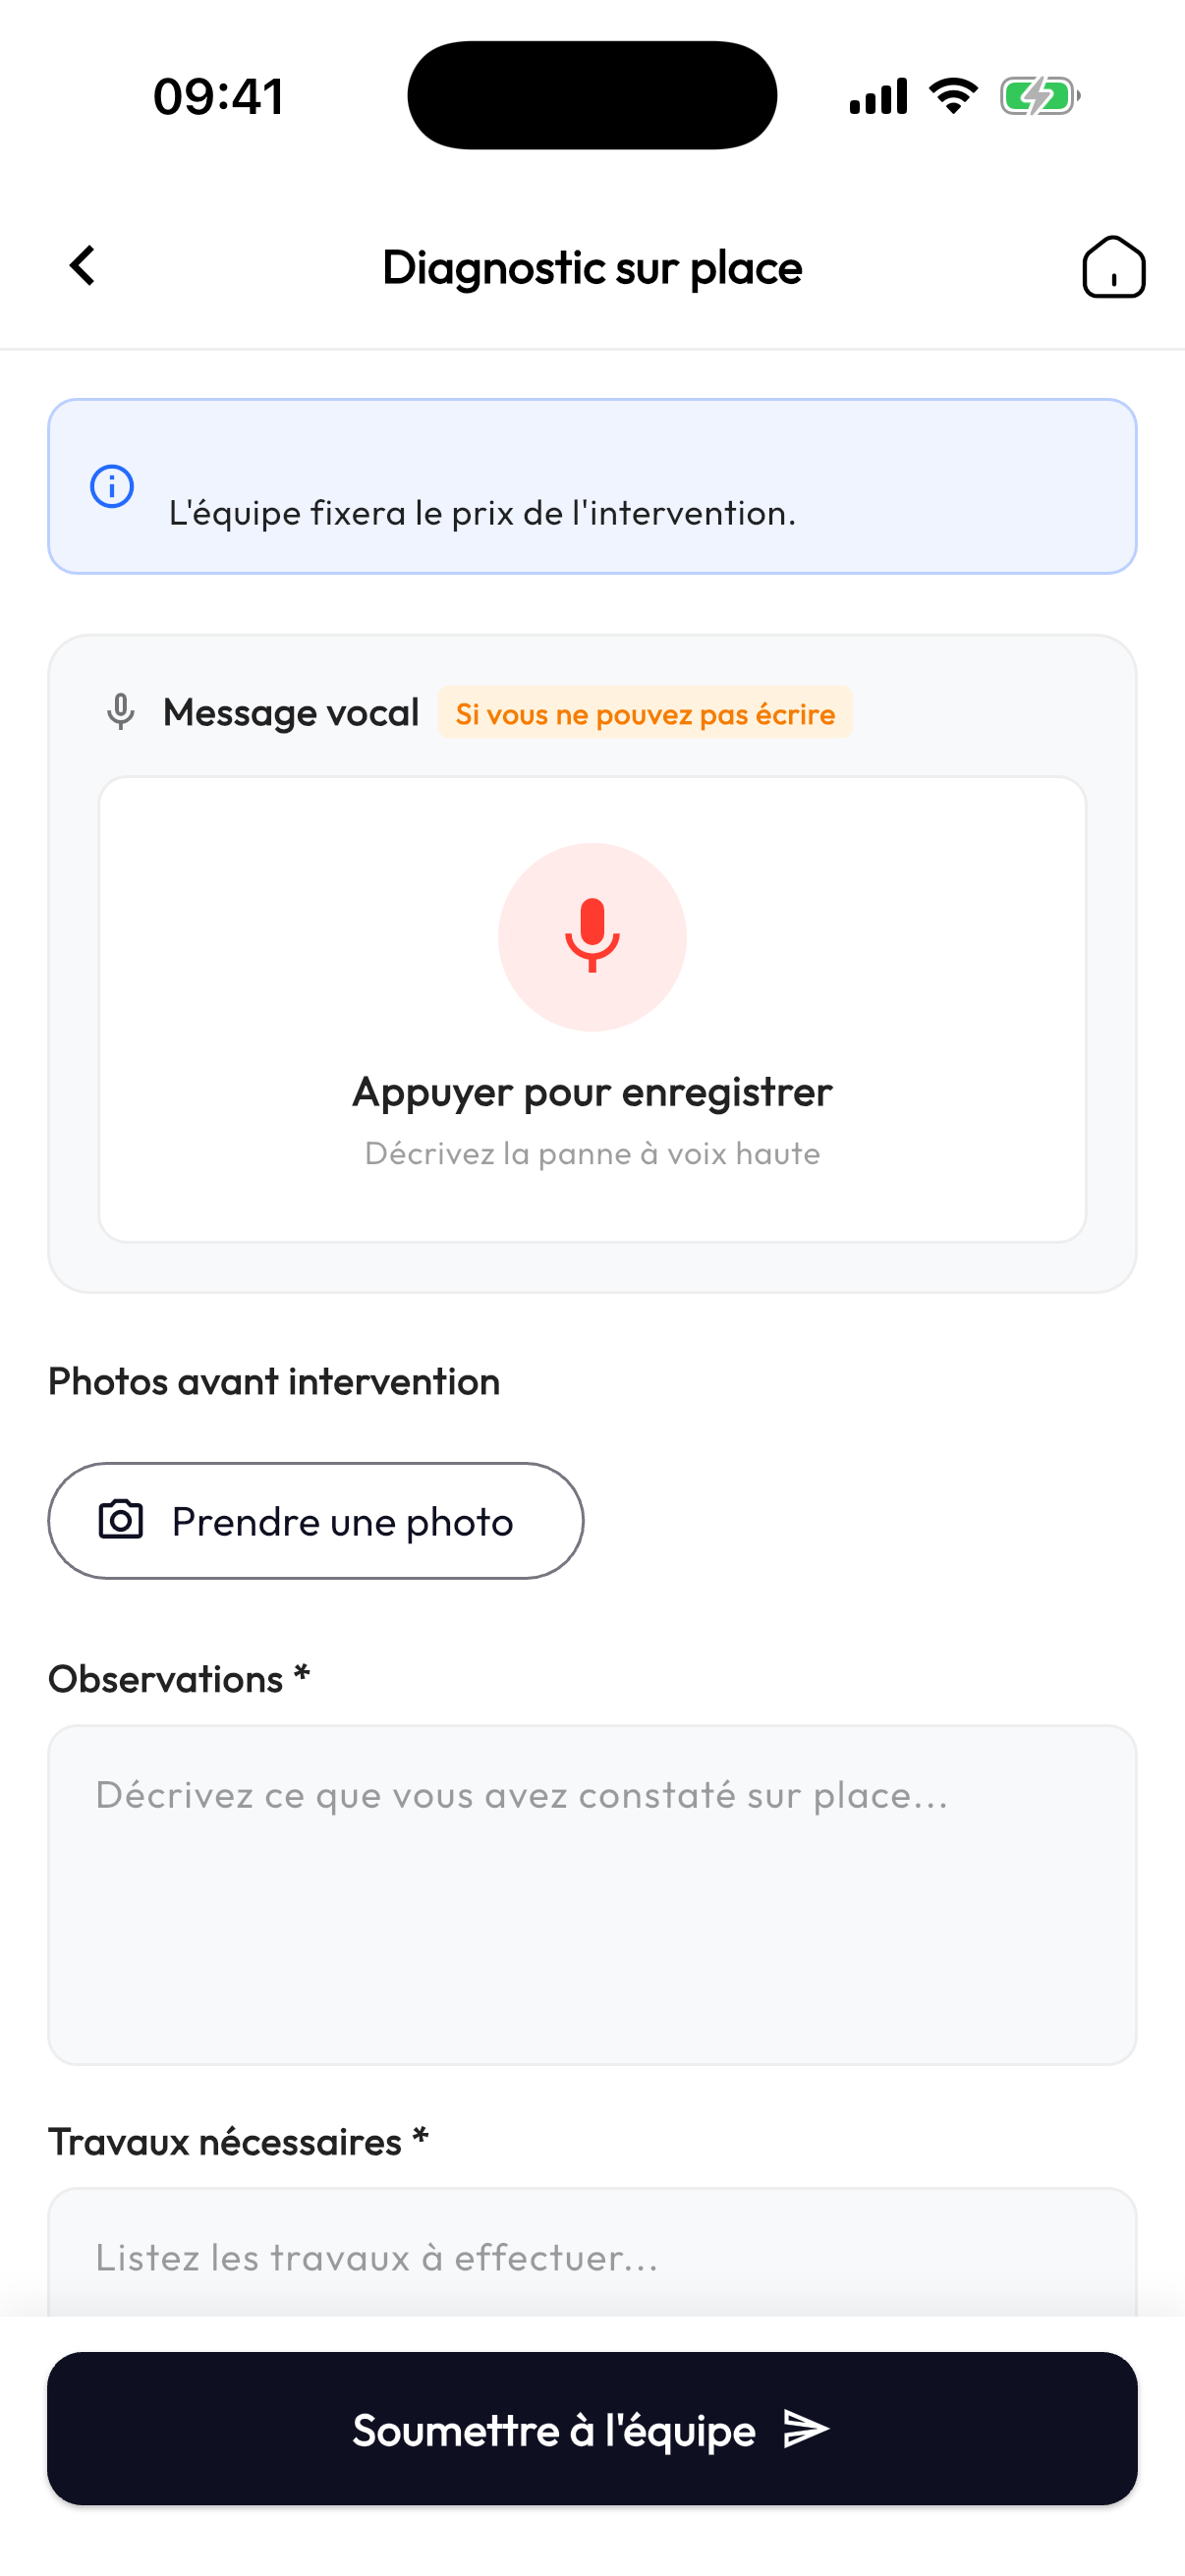 09:41
Diagnostic sur place
L'équipe fixera le prix de l'intervention.
Message vocal Si vous ne pouvez pas écrire
Appuyer pour enregistrer
Décrivez la panne à voix haute
Photos avant intervention
Prendre une photo
Observations *
Décrivez ce que vous avez constaté sur place...
Travaux nécessaires *
Listez les travaux à effectuer...
Soumettre à l'équipe